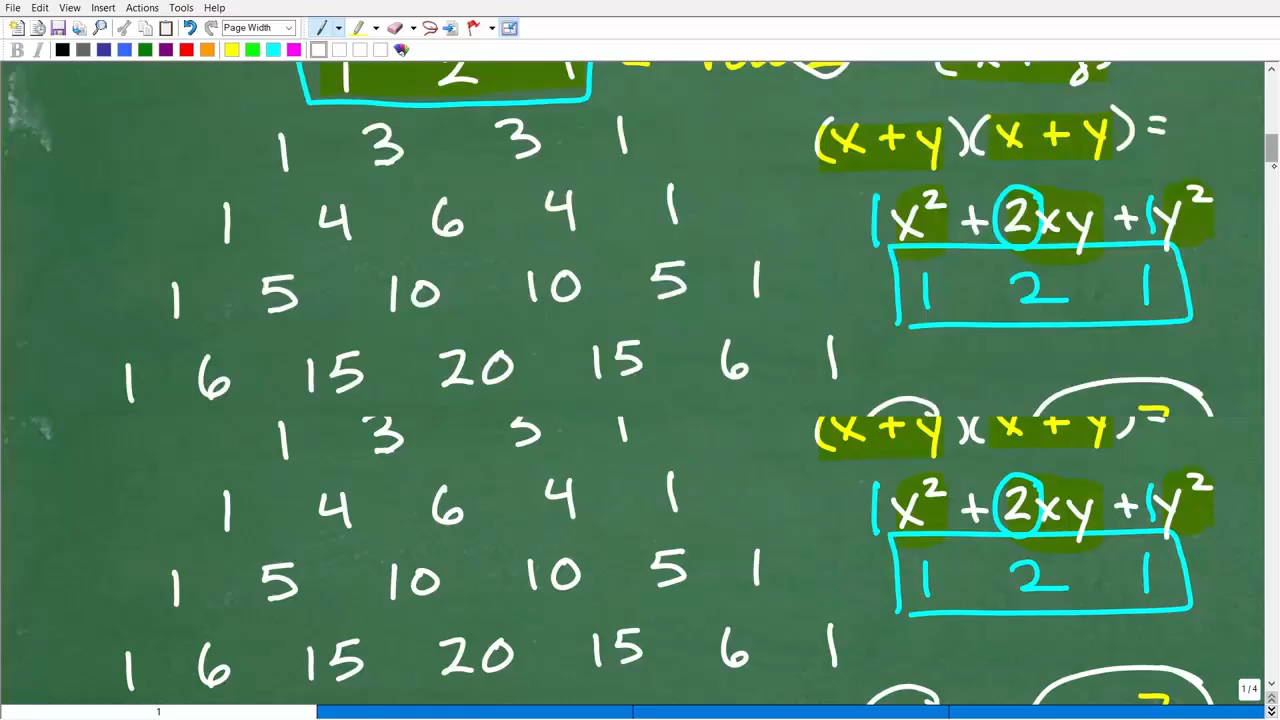 File Edit View Insert Actions Tools Help
Page Width
B I
1 2 1
1 3 3 1
(x + y)(x + y) =
1 4 6 4 1
1x² + 2xy + 1y²
1 5 10 10 5 1
1 2 1
1 6 15 20 15 6 1
1 3 3 1
(x + y)(x + y) =
1 4 6 4 1
1x² + 2xy + 1y²
1 5 10 10 5 1
1 2 1
1 6 15 20 15 6 1
1/4
1